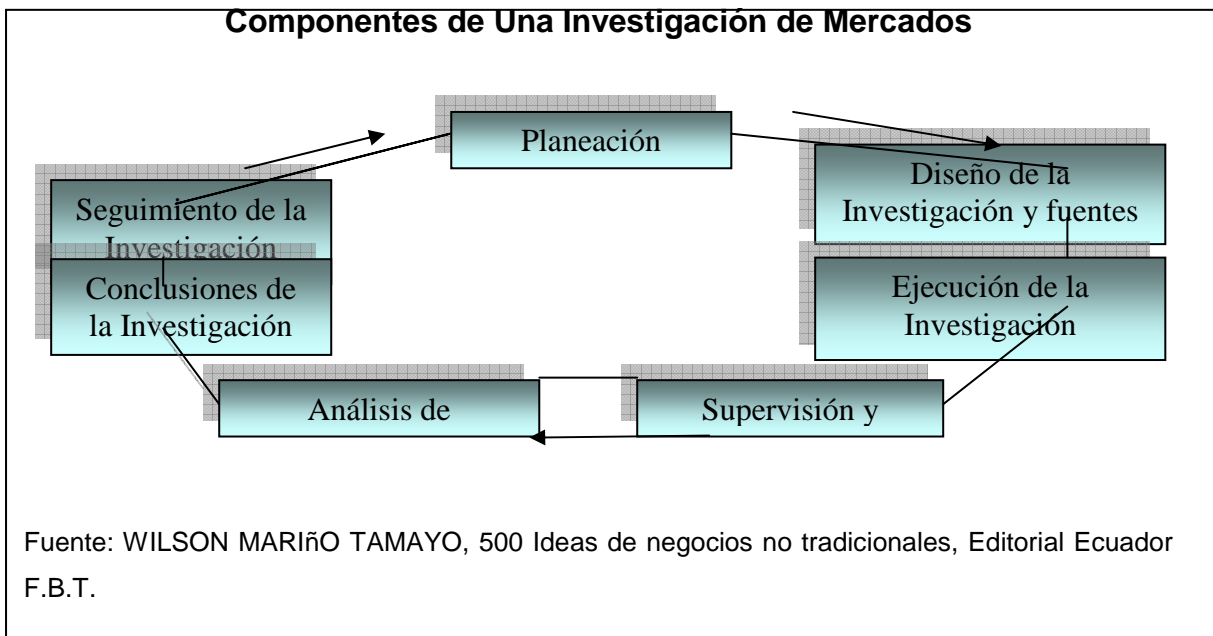 Componentes de Una Investigación de Mercados
Planeación
Diseño de la
Investigación y fuentes
Ejecución de la
Investigación
Supervisión y
Análisis de
Conclusiones de
la Investigación
Seguimiento de la
Investigación
Fuente: WILSON MARIñO TAMAYO, 500 Ideas de negocios no tradicionales, Editorial Ecuador
F.B.T.